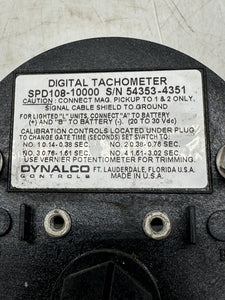 DIGITAL TACHOMETER
SPD108-10000 S/N 54353-4351
CAUTION: CONNECT MAG. PICKUP TO 1 & 2 ONLY.
SIGNAL CABLE SHIELD TO GROUND
FOR LIGHTED "L" UNITS, CONNECT "A" TO BATTERY
(+) AND "B" TO BATTERY (-). (20 TO 30 Vdc)
CALIBRATION CONTROLS LOCATED UNDER PLUG
TO CHANGE GATE TIME (SECONDS) SET SWITCH TO:
NO. 1 0.14-0.38 SEC. NO. 2 0.38-0.76 SEC.
NO. 3 0.76-1.51 SEC. NO. 4 1.51-3.02 SEC.
USE VERNIER POTENTIOMETER FOR TRIMMING.
DYNALCO
CONTROLS FT. LAUDERDALE, FLORIDA U.S.A.
MADE IN U.S.A.